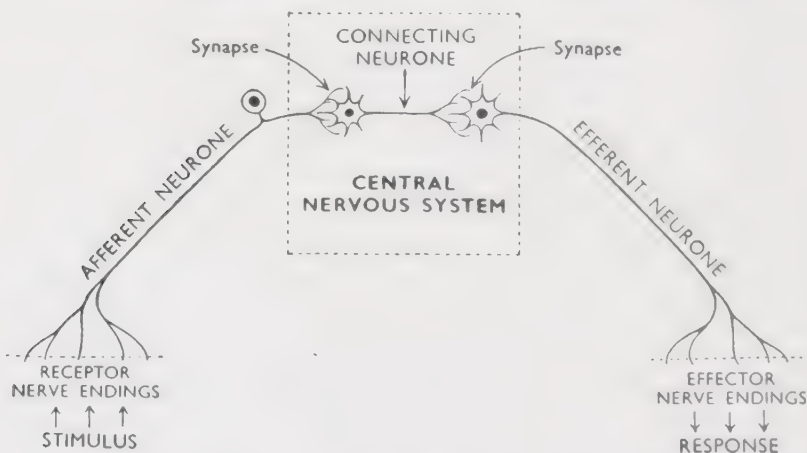 Synapse
CONNECTING
NEURONE
Synapse
AFFERENT NEURONE
EFFERENT NEURONE
CENTRAL
NERVOUS SYSTEM
RECEPTOR
NERVE ENDINGS
STIMULUS
EFFECTOR
NERVE ENDINGS
RESPONSE